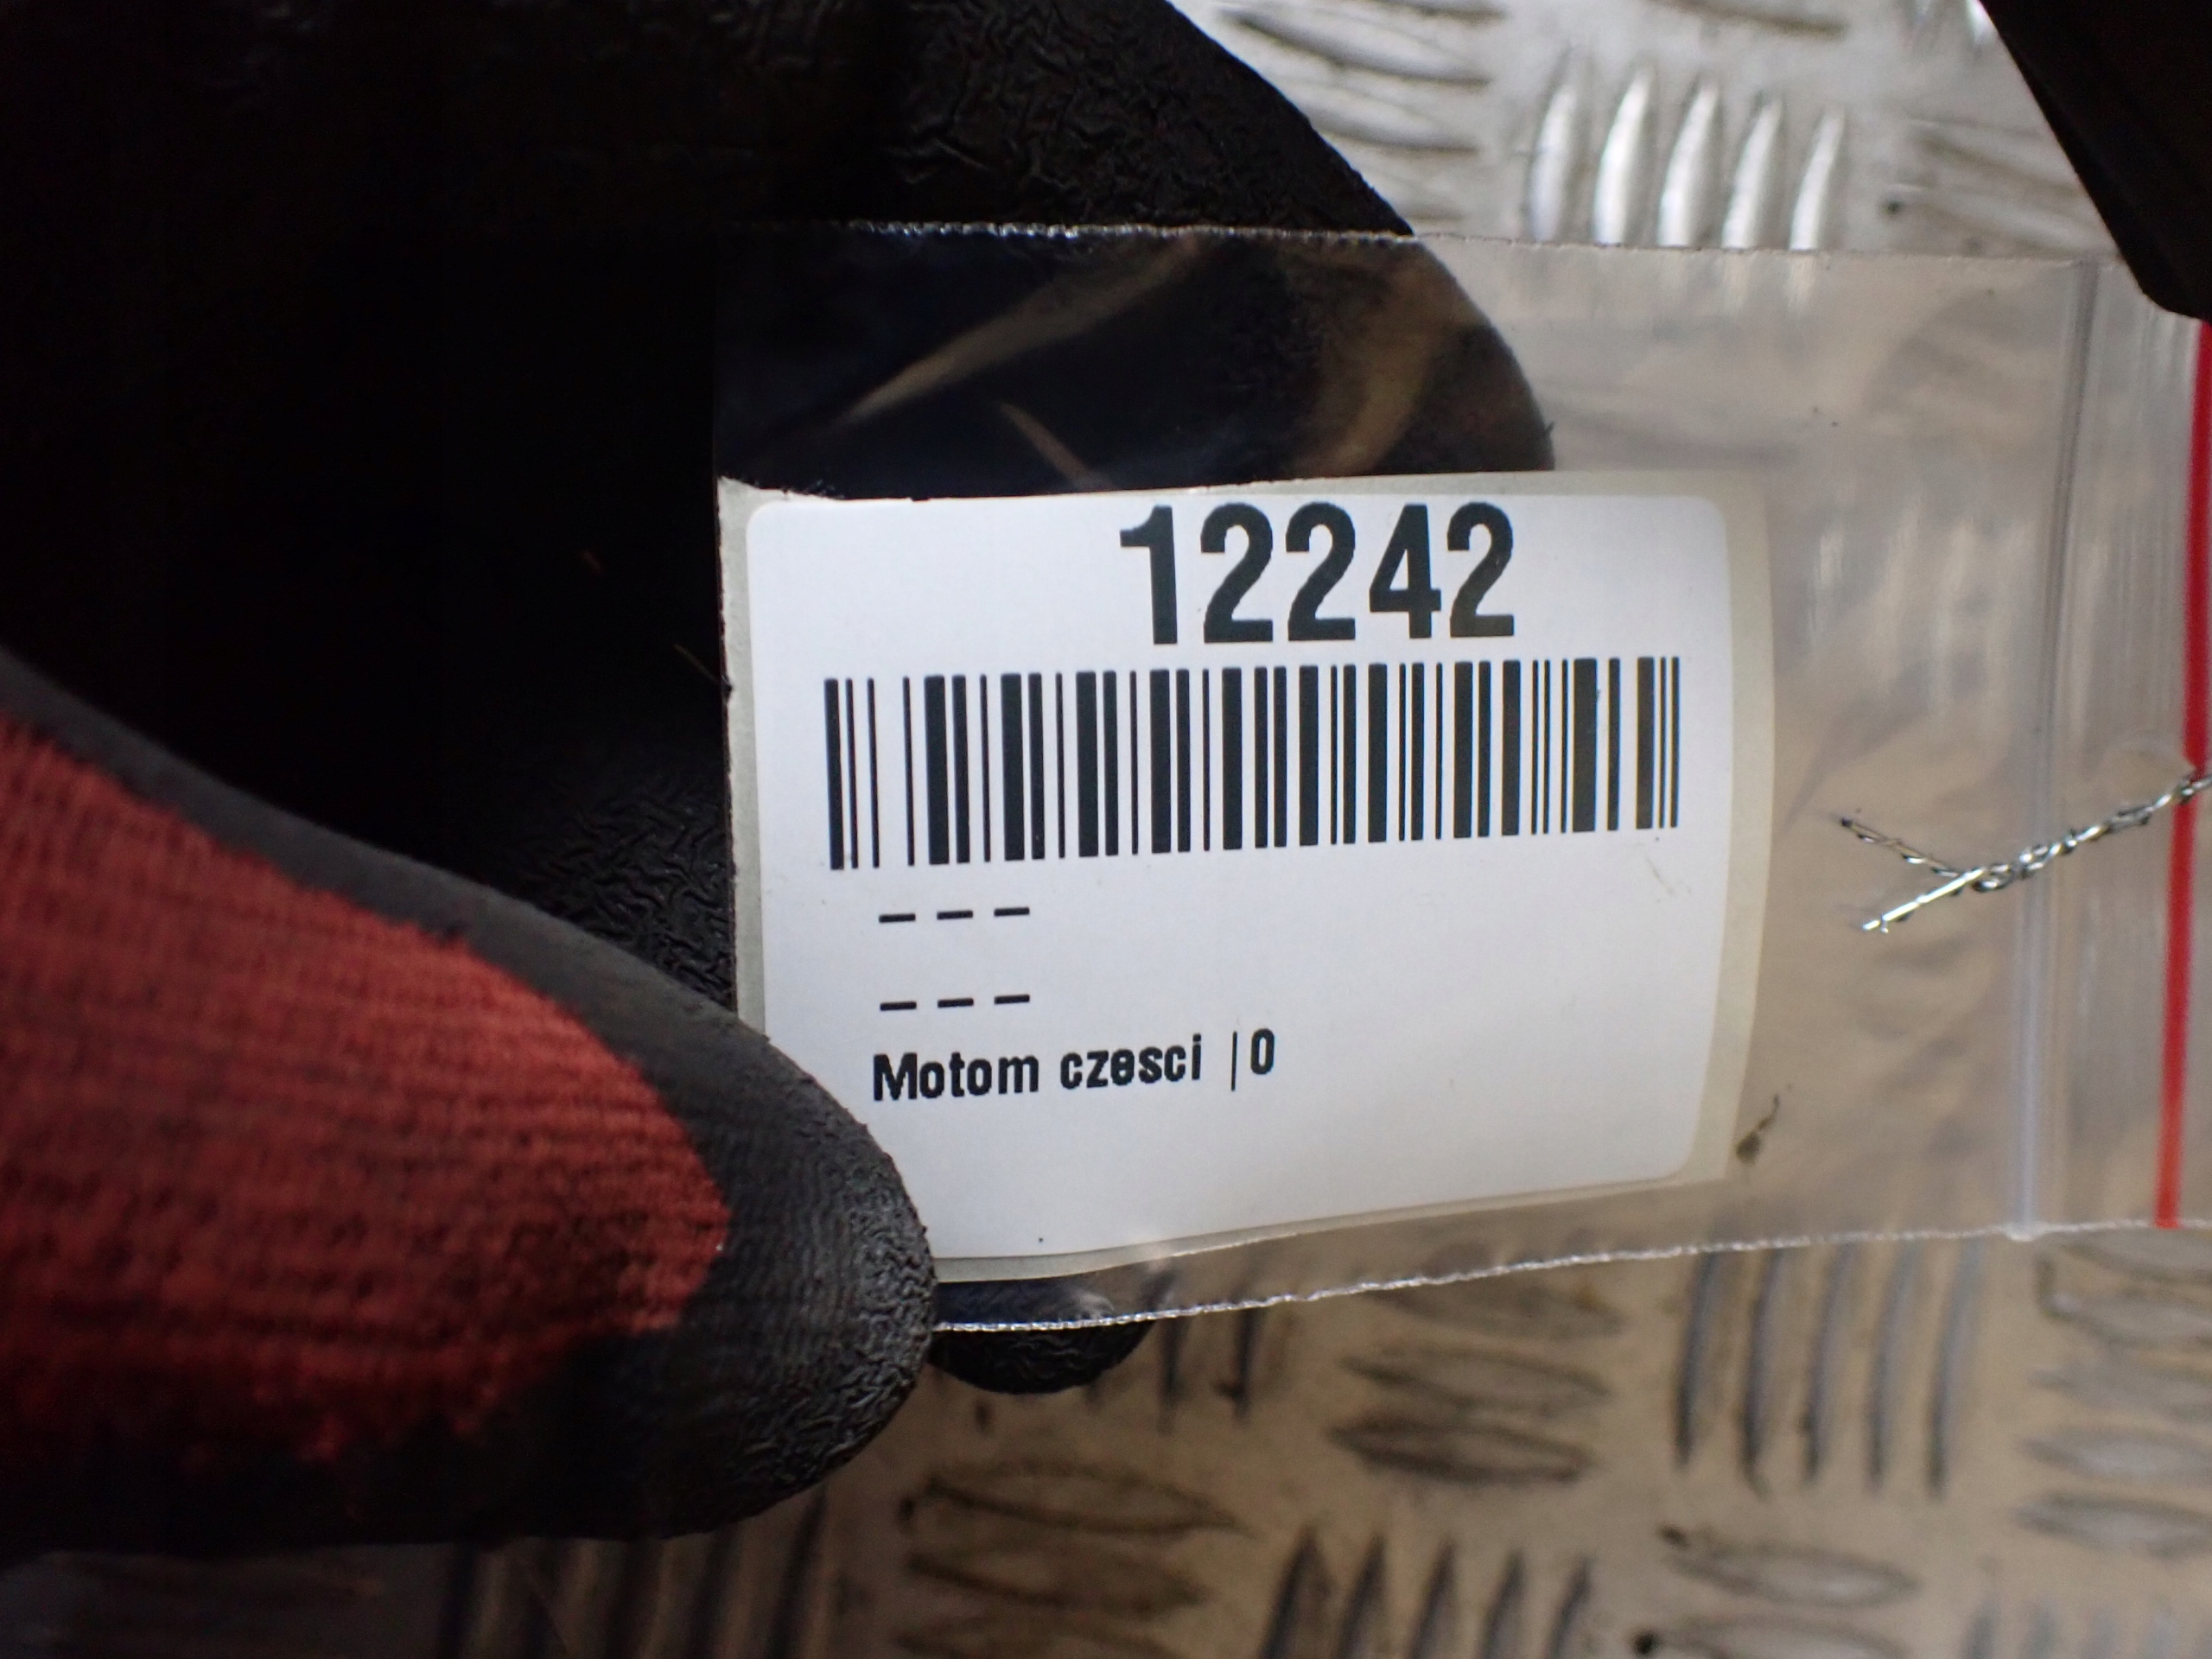 12242
---
---
Motom czesci |0